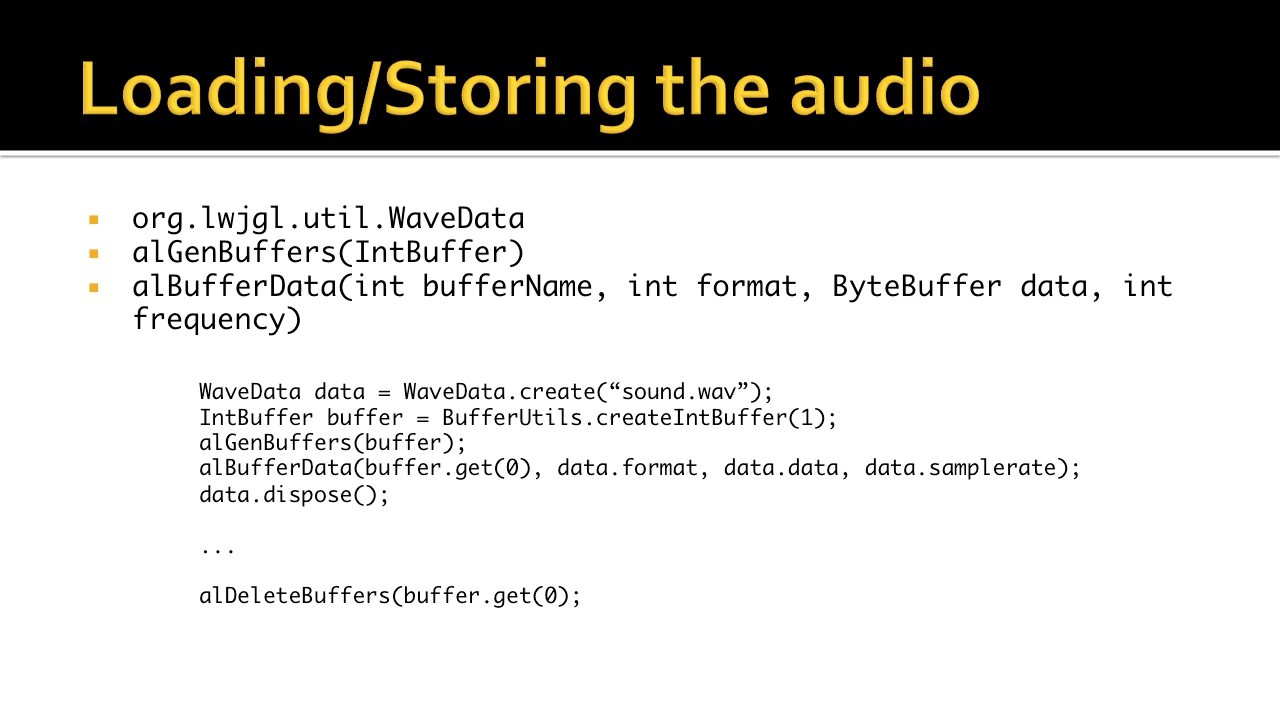 Loading/Storing the audio
org.lwjgl.util.WaveData
alGenBuffers(IntBuffer)
alBufferData(int bufferName, int format, ByteBuffer data, int
frequency)
WaveData data = WaveData.create(“sound.wav”);
IntBuffer buffer = BufferUtils.createIntBuffer(1);
alGenBuffers(buffer);
alBufferData(buffer.get(0), data.format, data.data, data.samplerate);
data.dispose();
...
alDeleteBuffers(buffer.get(0);